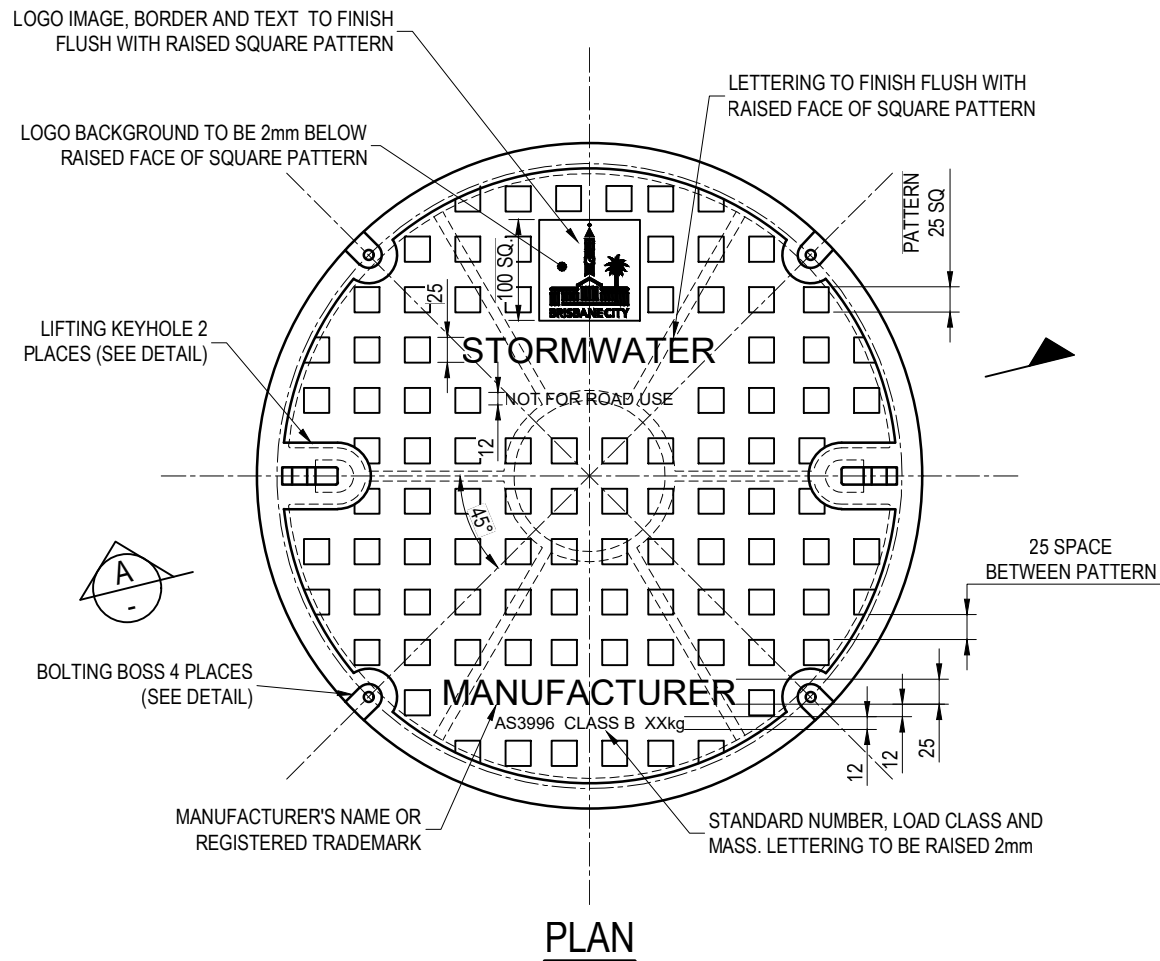 LOGO IMAGE, BORDER AND TEXT TO FINISH
FLUSH WITH RAISED SQUARE PATTERN
LETTERING TO FINISH FLUSH WITH
RAISED FACE OF SQUARE PATTERN
LOGO BACKGROUND TO BE 2mm BELOW
RAISED FACE OF SQUARE PATTERN
PATTERN
25 SQ
100 SQ.
25
BRISBANE CITY
LIFTING KEYHOLE 2
PLACES (SEE DETAIL)
STORMWATER
NOT FOR ROAD USE
12
45°
A
-
25 SPACE
BETWEEN PATTERN
BOLTING BOSS 4 PLACES
(SEE DETAIL)
MANUFACTURER
AS3996 CLASS B XXkg
12
12
25
MANUFACTURER'S NAME OR
REGISTERED TRADEMARK
STANDARD NUMBER, LOAD CLASS AND
MASS. LETTERING TO BE RAISED 2mm
PLAN